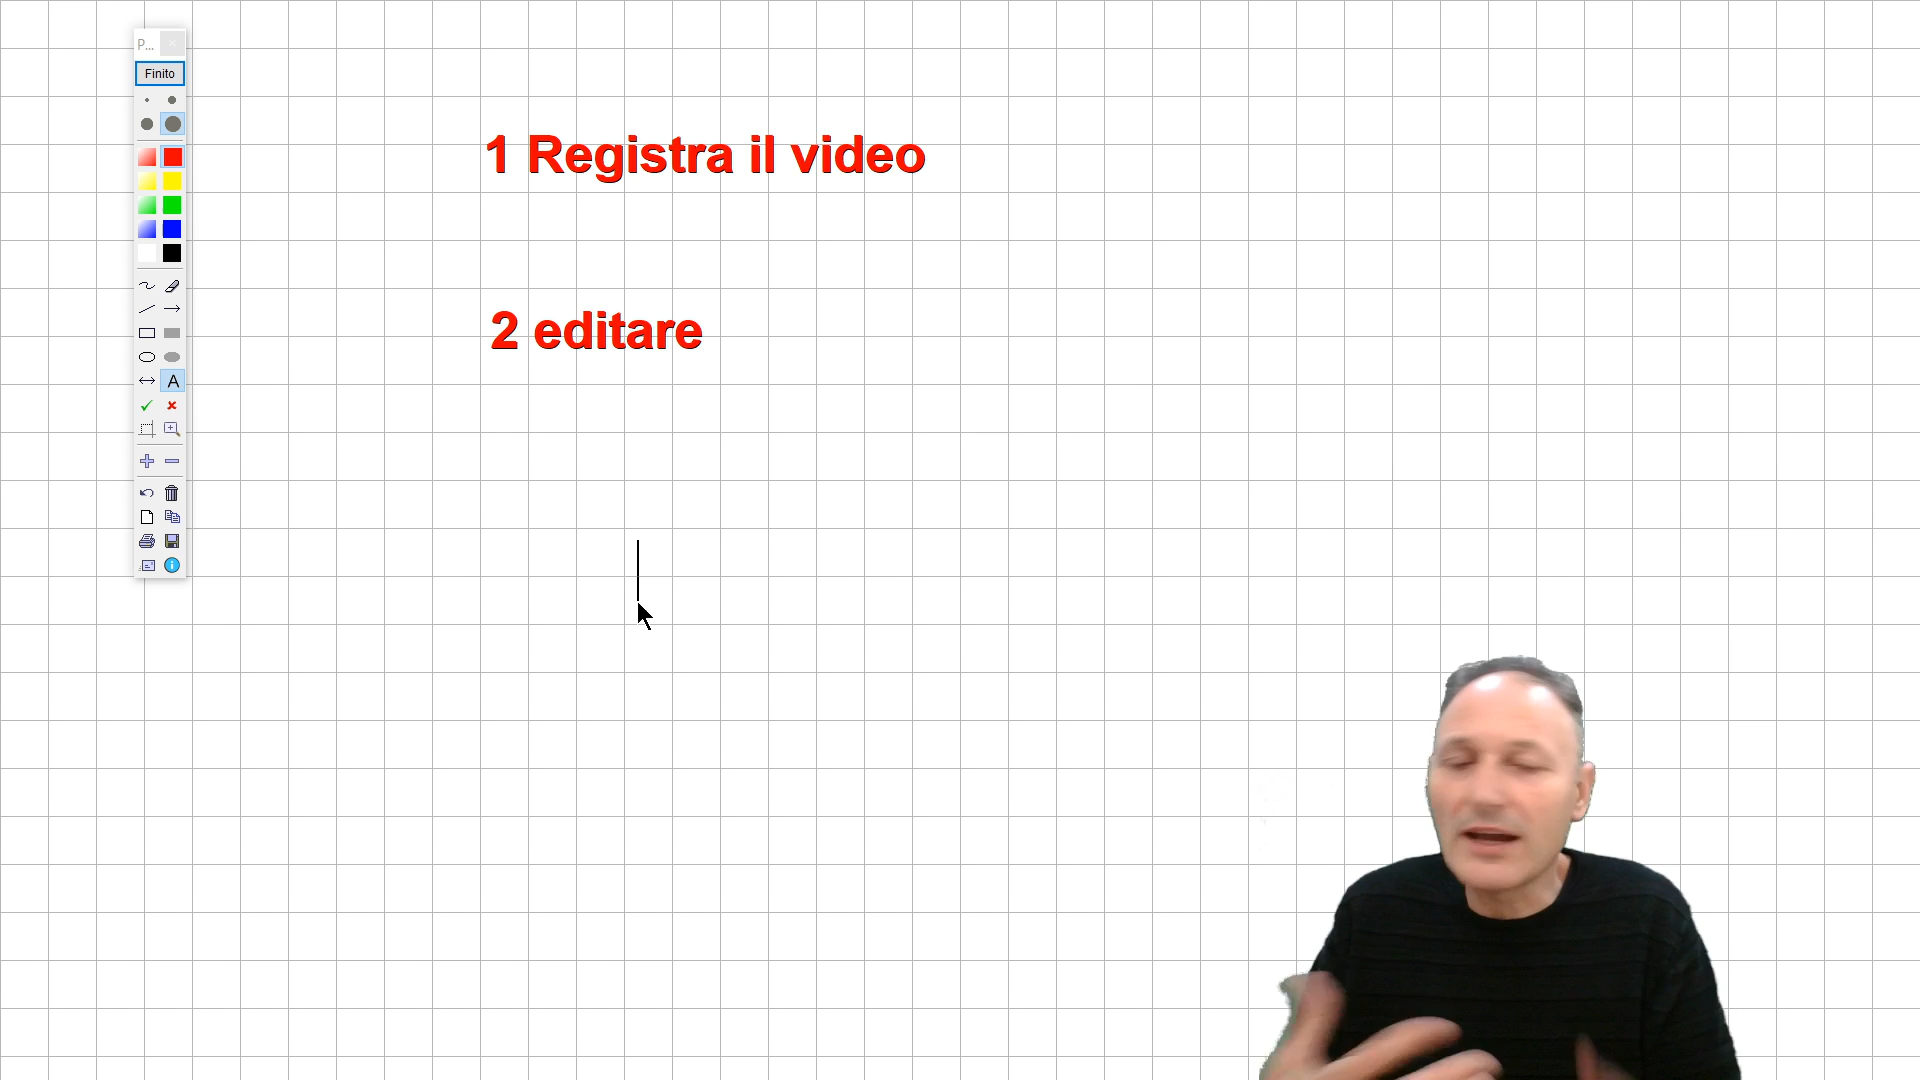 P...
Finito
1 Registra il video
2 editare
A